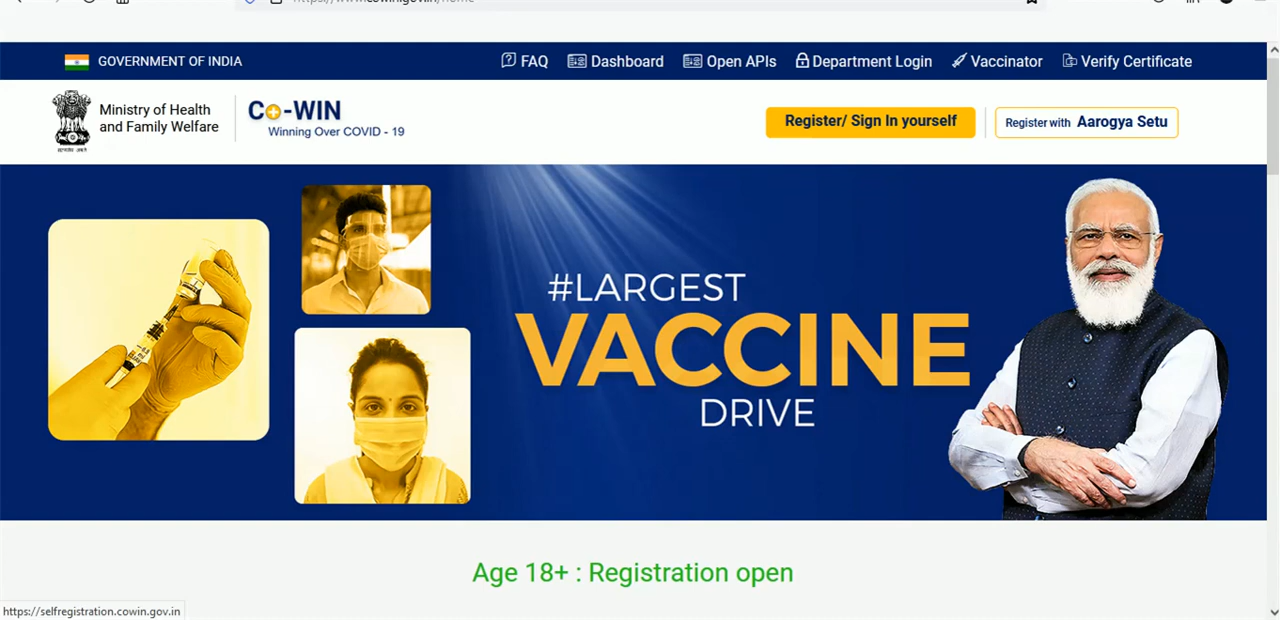 GOVERNMENT OF INDIA
FAQ Dashboard Open APIs Department Login Vaccinator Verify Certificate
Ministry of Health
and Family Welfare
Co-WIN
Winning Over COVID - 19
Register/ Sign In yourself
Register with Aarogya Setu
#LARGEST
VACCINE
DRIVE
Age 18+ : Registration open
https://selfregistration.cowin.gov.in